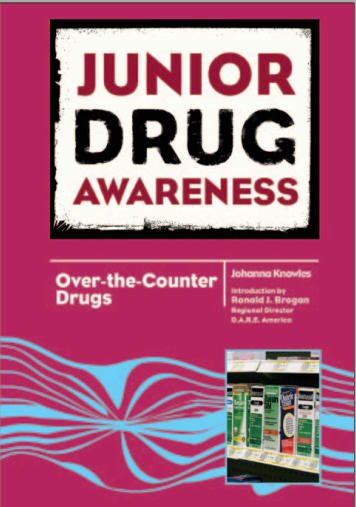 JUNIOR
DRUG
AWARENESS
Over-the-Counter
Drugs
Johanna Knowles
Introduction by
Ronald J. Brogan
Regional Director
D.A.R.E. America